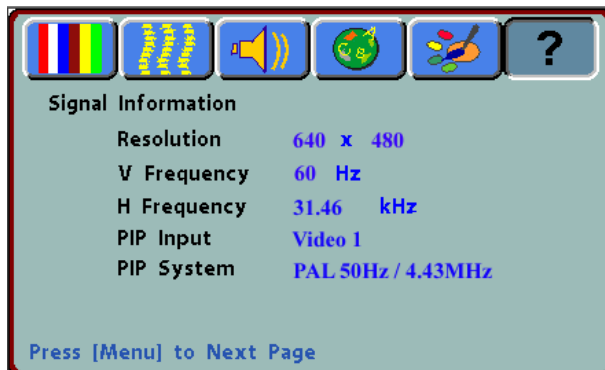 ?
Signal Information
Resolution 640 x 480
V Frequency 60 Hz
H Frequency 31.46 kHz
PIP Input Video 1
PIP System PAL 50Hz / 4.43MHz
Press [Menu] to Next Page